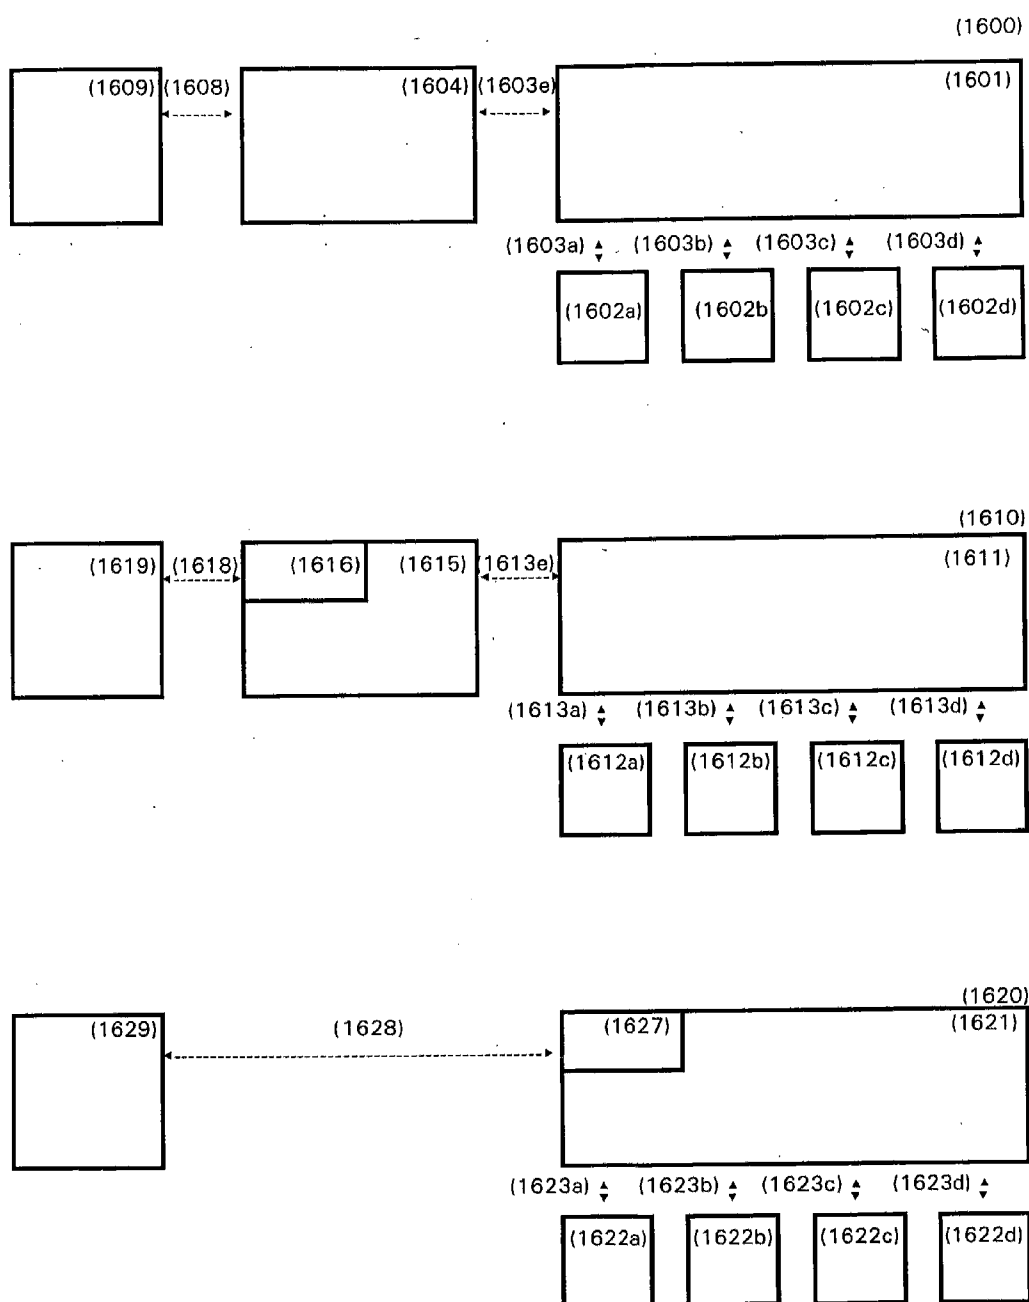 (1600)
(1609) (1608) (1604) (1603e) (1601)
(1603a) (1603b) (1603c) (1603d)
(1602a) (1602b (1602c) (1602d)
(1610)
(1619) (1618) (1616) (1615) (1613e) (1611)
(1613a) (1613b) (1613c) (1613d)
(1612a) (1612b) (1612c) (1612d)
(1620)
(1629) (1628) (1627) (1621)
(1623a) (1623b) (1623c) (1623d)
(1622a) (1622b) (1622c) (1622d)